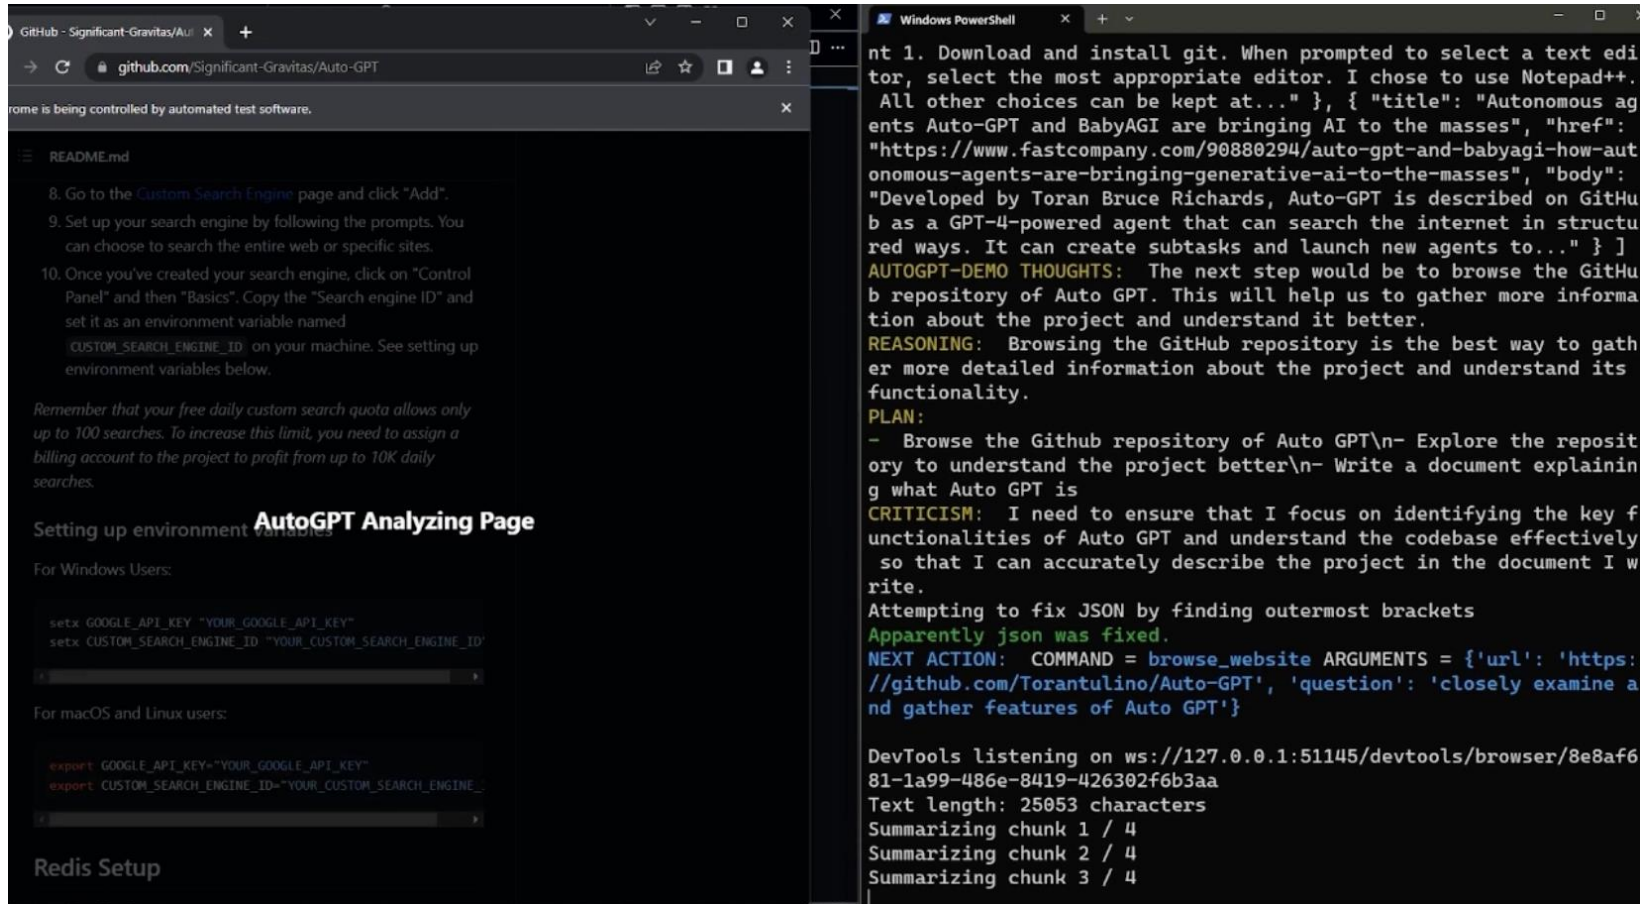 GitHub - Significant-Gravitas/Aut
github.com/Significant-Gravitas/Auto-GPT
rome is being controlled by automated test software.
README.md
8. Go to the Custom Search Engine page and click "Add".
9. Set up your search engine by following the prompts. You
can choose to search the entire web or specific sites.
10. Once you've created your search engine, click on "Control
Panel" and then "Basics". Copy the "Search engine ID" and
set it as an environment variable named
CUSTOM_SEARCH_ENGINE_ID on your machine. See setting up
environment variables below.
Remember that your free daily custom search quota allows only
up to 100 searches. To increase this limit, you need to assign a
billing account to the project to profit from up to 10K daily
searches.
Setting up environment variables
AutoGPT Analyzing Page
For Windows Users:
setx GOOGLE_API_KEY "YOUR_GOOGLE_API_KEY"
setx CUSTOM_SEARCH_ENGINE_ID "YOUR_CUSTOM_SEARCH_ENGINE_ID"
For macOS and Linux users:
export GOOGLE_API_KEY="YOUR_GOOGLE_API_KEY"
export CUSTOM_SEARCH_ENGINE_ID="YOUR_CUSTOM_SEARCH_ENGINE_
Redis Setup
Windows PowerShell
nt 1. Download and install git. When prompted to select a text edi
tor, select the most appropriate editor. I chose to use Notepad++.
All other choices can be kept at..." }, { "title": "Autonomous ag
ents Auto-GPT and BabyAGI are bringing AI to the masses", "href":
"https://www.fastcompany.com/90880294/auto-gpt-and-babyagi-how-aut
onomous-agents-are-bringing-generative-ai-to-the-masses", "body":
"Developed by Toran Bruce Richards, Auto-GPT is described on GitHu
b as a GPT-4-powered agent that can search the internet in structu
red ways. It can create subtasks and launch new agents to..." } ]
AUTOGPT-DEMO THOUGHTS: The next step would be to browse the GitHu
b repository of Auto GPT. This will help us to gather more informa
tion about the project and understand it better.
REASONING: Browsing the GitHub repository is the best way to gath
er more detailed information about the project and understand its
functionality.
PLAN:
- Browse the Github repository of Auto GPT\n- Explore the reposit
ory to understand the project better\n- Write a document explainin
g what Auto GPT is
CRITICISM: I need to ensure that I focus on identifying the key f
unctionalities of Auto GPT and understand the codebase effectively
so that I can accurately describe the project in the document I w
rite.
Attempting to fix JSON by finding outermost brackets
Apparently json was fixed.
NEXT ACTION: COMMAND = browse_website ARGUMENTS = {'url': 'https:
//github.com/Torantulino/Auto-GPT', 'question': 'closely examine a
nd gather features of Auto GPT'}
DevTools listening on ws://127.0.0.1:51145/devtools/browser/8e8af6
81-1a99-486e-8419-426302f6b3aa
Text length: 25053 characters
Summarizing chunk 1 / 4
Summarizing chunk 2 / 4
Summarizing chunk 3 / 4